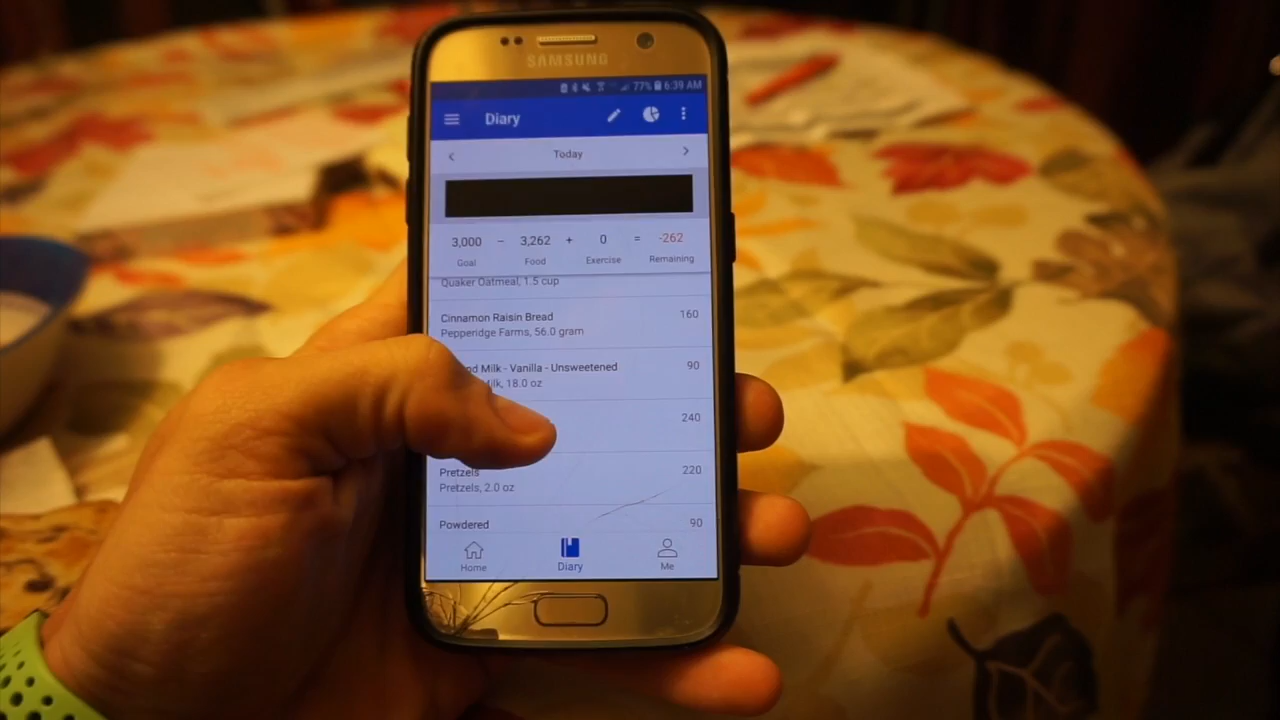 SAMSUNG
77% 6:39 AM
Diary
Today
3,000 - 3,262 + 0 = -262
Goal Food Exercise Remaining
Quaker Oatmeal, 1.5 cup
Cinnamon Raisin Bread 160
Pepperidge Farms, 56.0 gram
Milk - Vanilla - Unsweetened 90
18.0 oz
240
Pretzels 220
Pretzels, 2.0 oz
Powdered 90
Home Diary Me